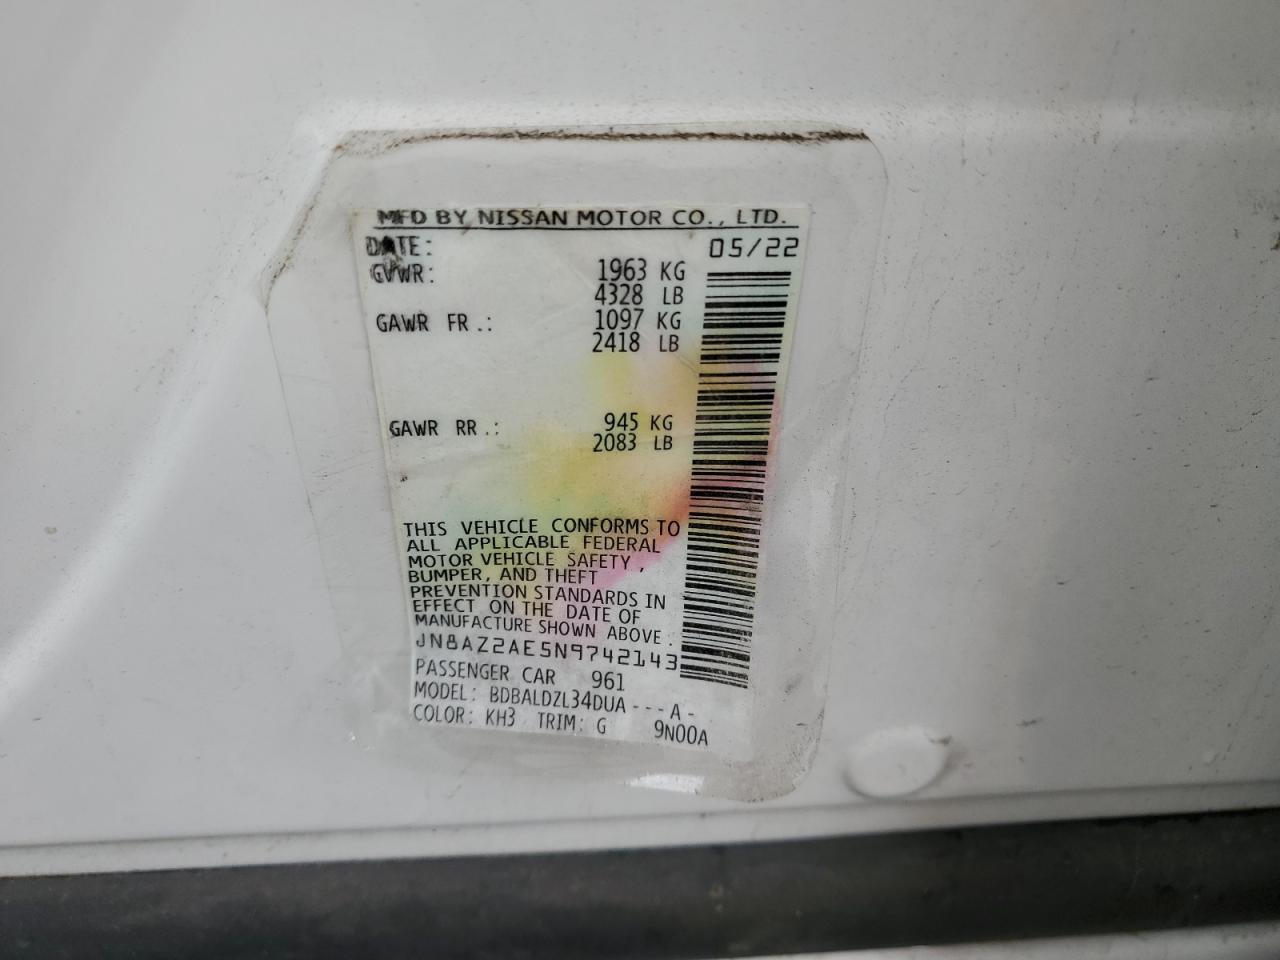 MFD BY NISSAN MOTOR CO., LTD.
DATE: 05/22
GVWR: 1963 KG
4328 LB
GAWR FR.: 1097 KG
2418 LB
GAWR RR.: 945 KG
2083 LB
THIS VEHICLE CONFORMS TO
ALL APPLICABLE FEDERAL
MOTOR VEHICLE SAFETY,
BUMPER, AND THEFT
PREVENTION STANDARDS IN
EFFECT ON THE DATE OF
MANUFACTURE SHOWN ABOVE.
JN8AZ2AE5N9742143
PASSENGER CAR 961
MODEL: BDBALDZL34DUA---A-
COLOR: KH3 TRIM: G 9N00A